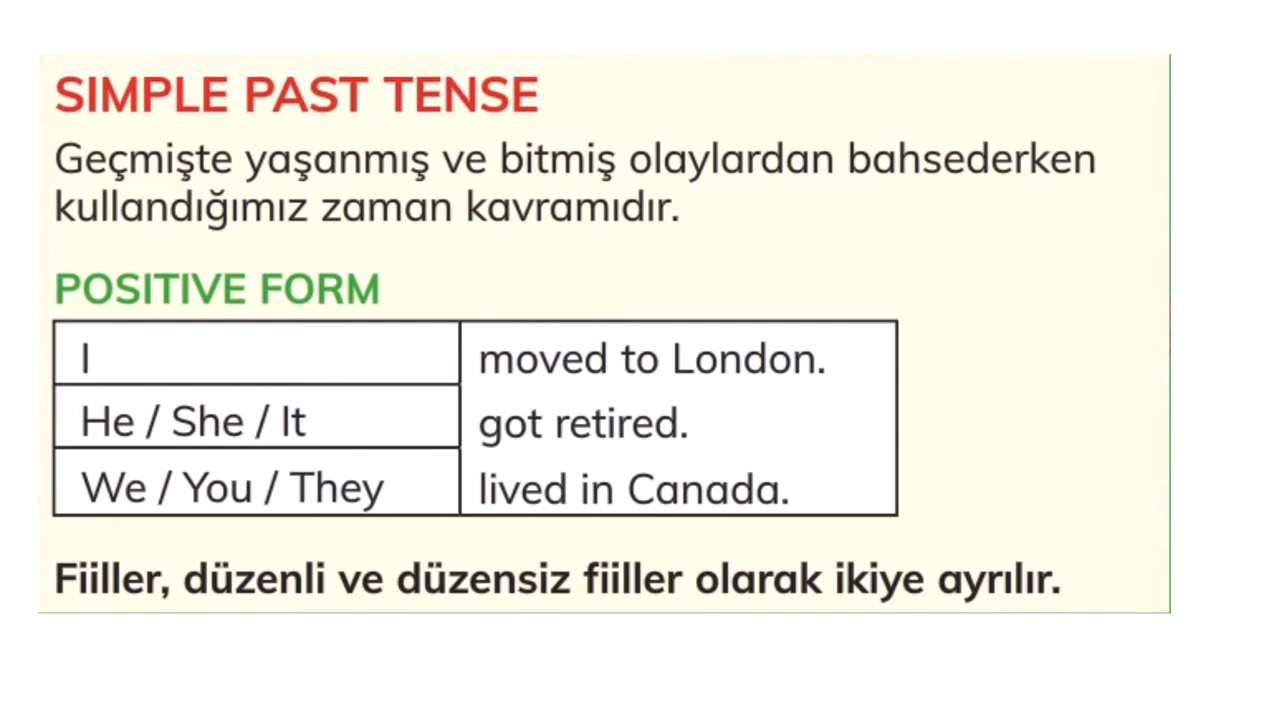 SIMPLE PAST TENSE
Geçmişte yaşanmış ve bitmiş olaylardan bahsederken
kullandığımız zaman kavramıdır.
POSITIVE FORM
I moved to London.
He / She / It got retired.
We / You / They lived in Canada.
Fiiller, düzenli ve düzensiz fiiller olarak ikiye ayrılır.